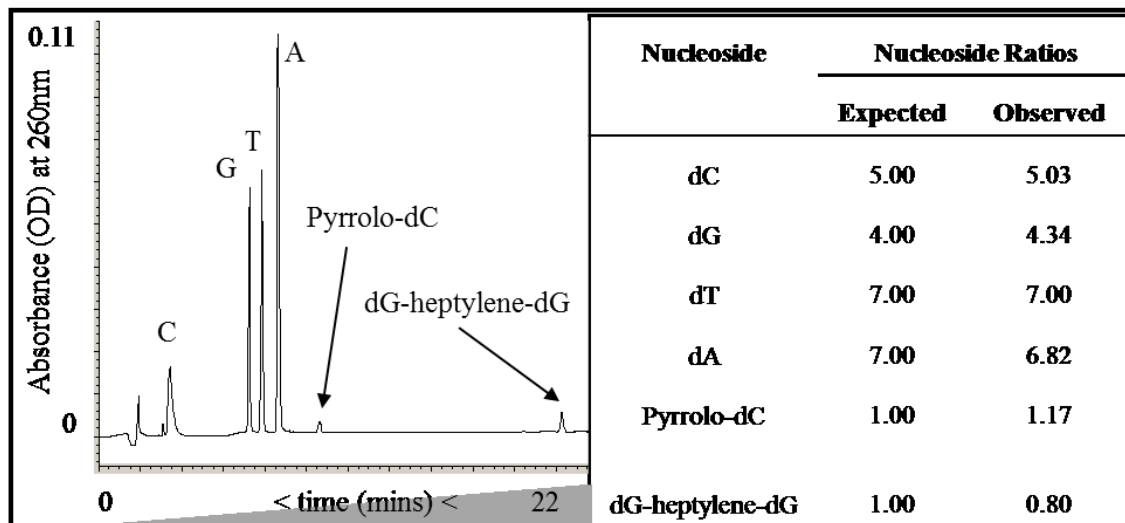 0.11
Absorbance (OD) at 260nm
0
A
T
G
C
Pyrrolo-dC
dG-heptylene-dG
0 < time (mins) < 22
Nucleoside Nucleoside Ratios
Expected Observed
dC 5.00 5.03
dG 4.00 4.34
dT 7.00 7.00
dA 7.00 6.82
Pyrrolo-dC 1.00 1.17
dG-heptylene-dG 1.00 0.80